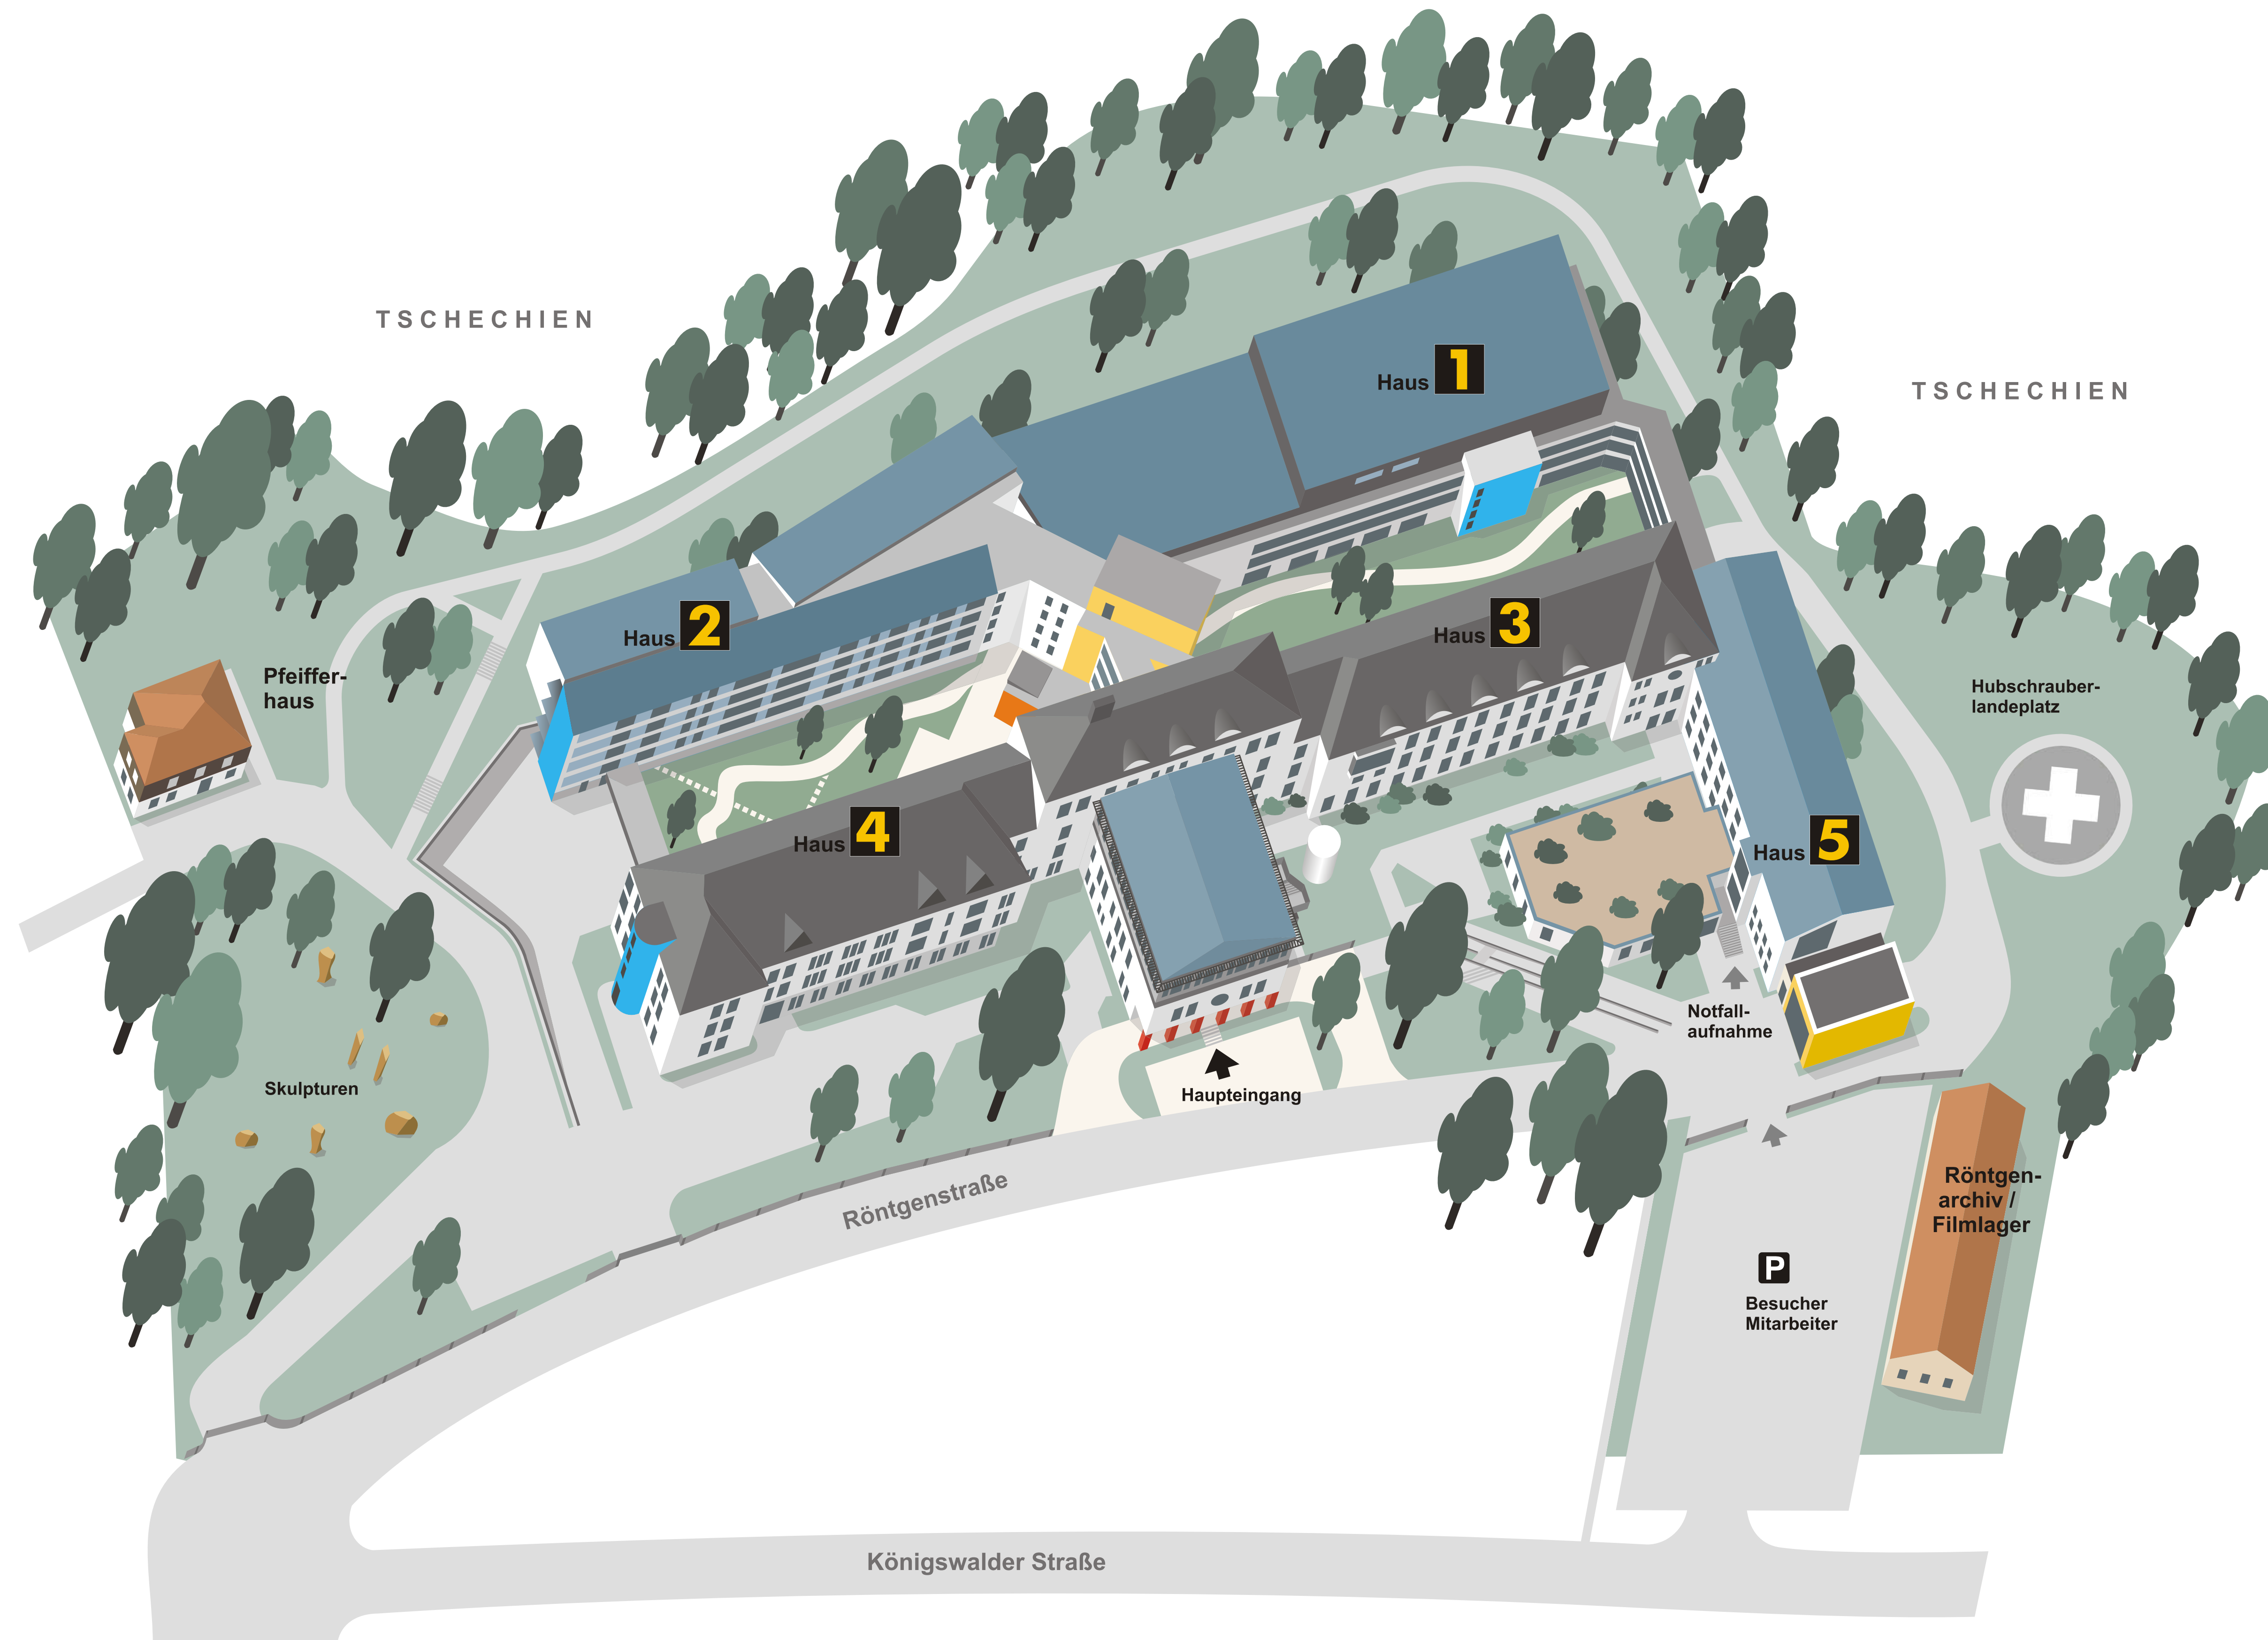 TSCHECHIEN
Haus 1
TSCHECHIEN
Haus 2
Haus 3
Pfeiffer-
haus
Hubschrauber-
landeplatz
Haus 4
Haus 5
Notfall-
aufnahme
Skulpturen
Haupteingang
Röntgenstraße
Röntgen-
archiv /
Filmlager
P
Besucher
Mitarbeiter
Königswalder Straße